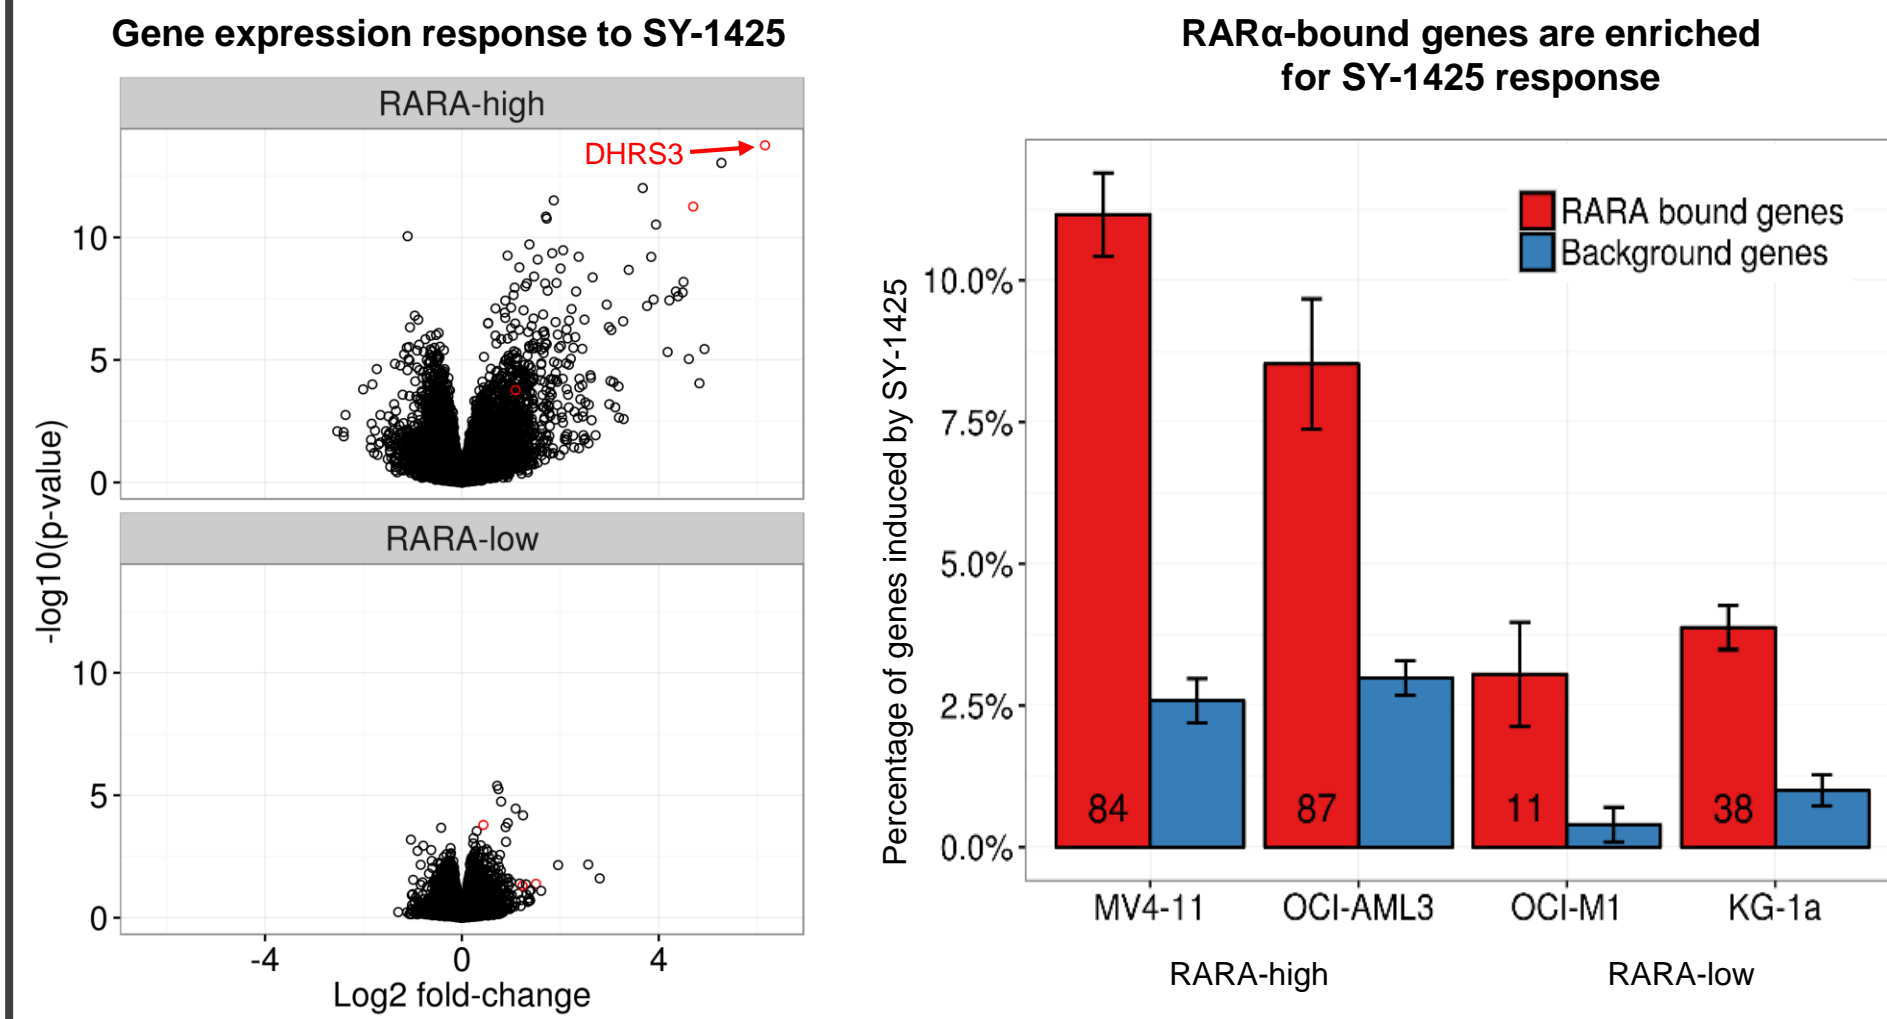 Gene expression response to SY-1425
RARA-high
DHRS3
10
5
0
RARA-low
10
5
0
-log10(p-value)
-4 0 4
Log2 fold-change
RARα-bound genes are enriched
for SY-1425 response
RARA bound genes
Background genes
Percentage of genes induced by SY-1425
10.0%
7.5%
5.0%
2.5%
0.0%
84 87 11 38
MV4-11 OCI-AML3 OCI-M1 KG-1a
RARA-high RARA-low